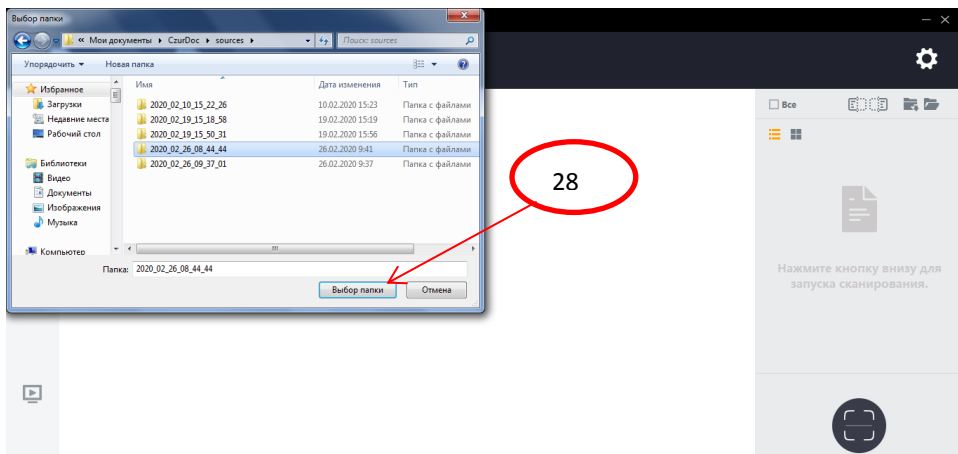 Выбор папки
« Мои документы ▸ CzurDoc ▸ sources ▸
Поиск: sources
Упорядочить ▾ Новая папка
Избранное
Загрузки
Недавние места
Рабочий стол
Библиотеки
Видео
Документы
Изображения
Музыка
Компьютер
Имя Дата изменения Тип
2020_02_10_15_22_26 10.02.2020 15:23 Папка с файлами
2020_02_19_15_18_58 19.02.2020 15:19 Папка с файлами
2020_02_19_15_50_31 19.02.2020 15:56 Папка с файлами
2020_02_26_08_44_44 26.02.2020 9:41 Папка с файлами
2020_02_26_09_37_01 26.02.2020 9:37 Папка с файлами
Папка: 2020_02_26_08_44_44
Выбор папки Отмена
28
Все
Нажмите кнопку внизу для
запуска сканирования.